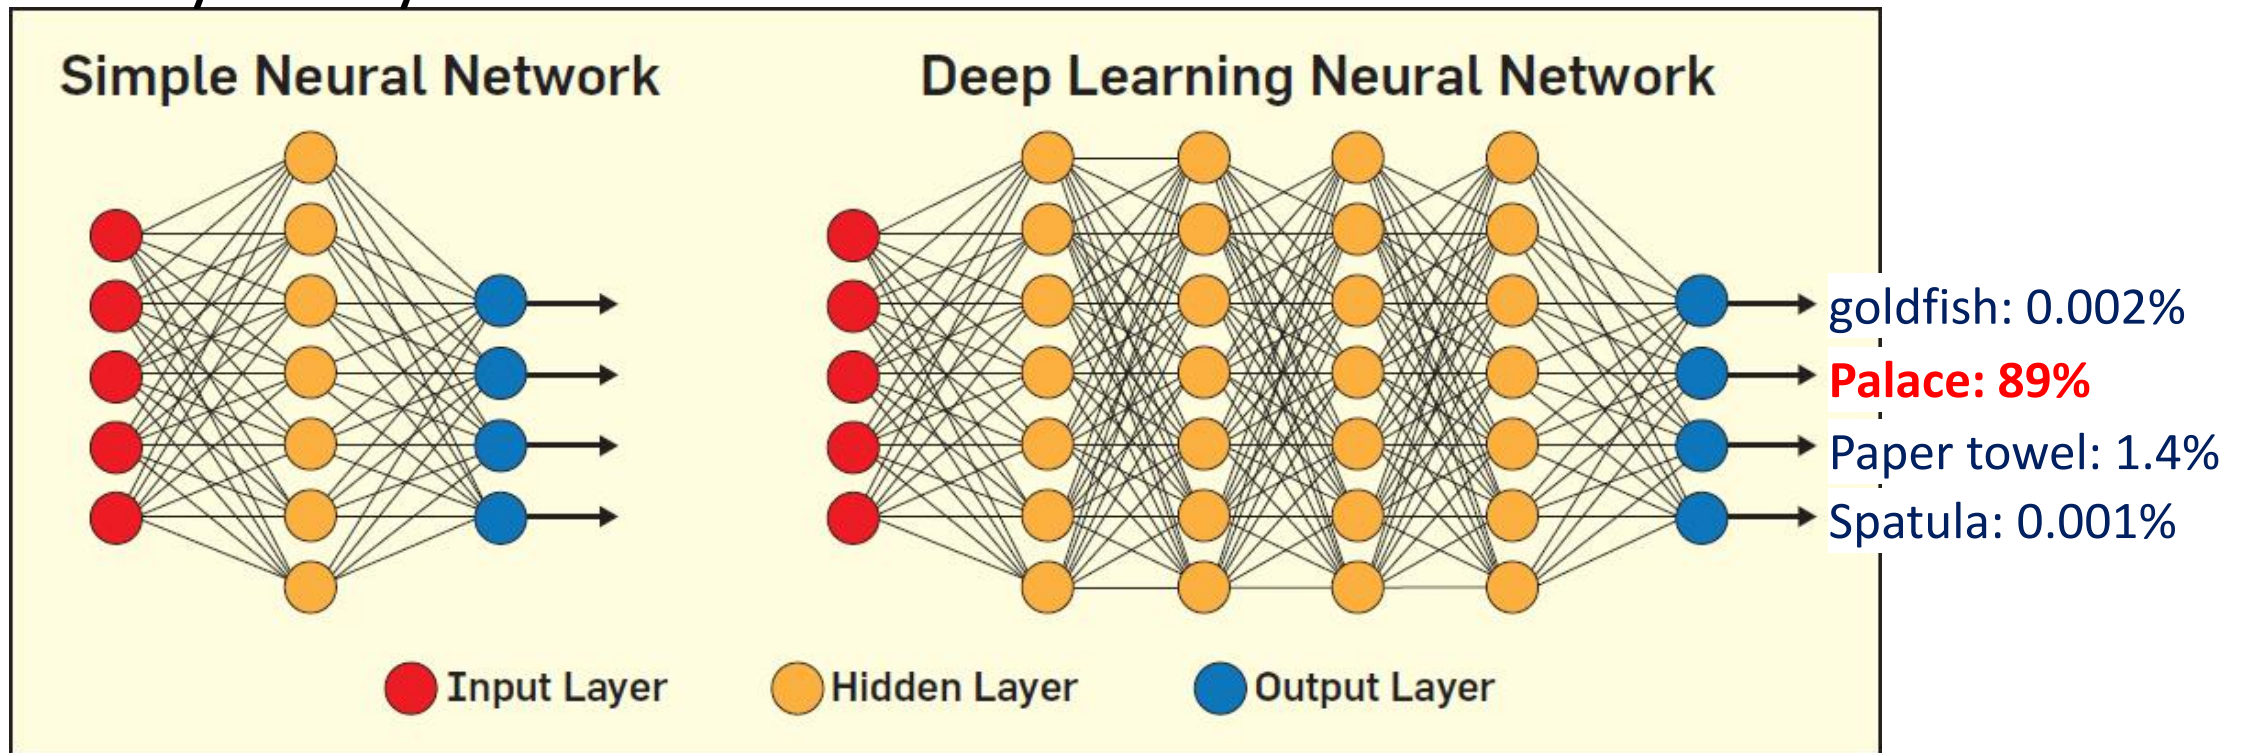 Simple Neural Network
Deep Learning Neural Network
goldfish: 0.002%
Palace: 89%
Paper towel: 1.4%
Spatula: 0.001%
Input Layer
Hidden Layer
Output Layer